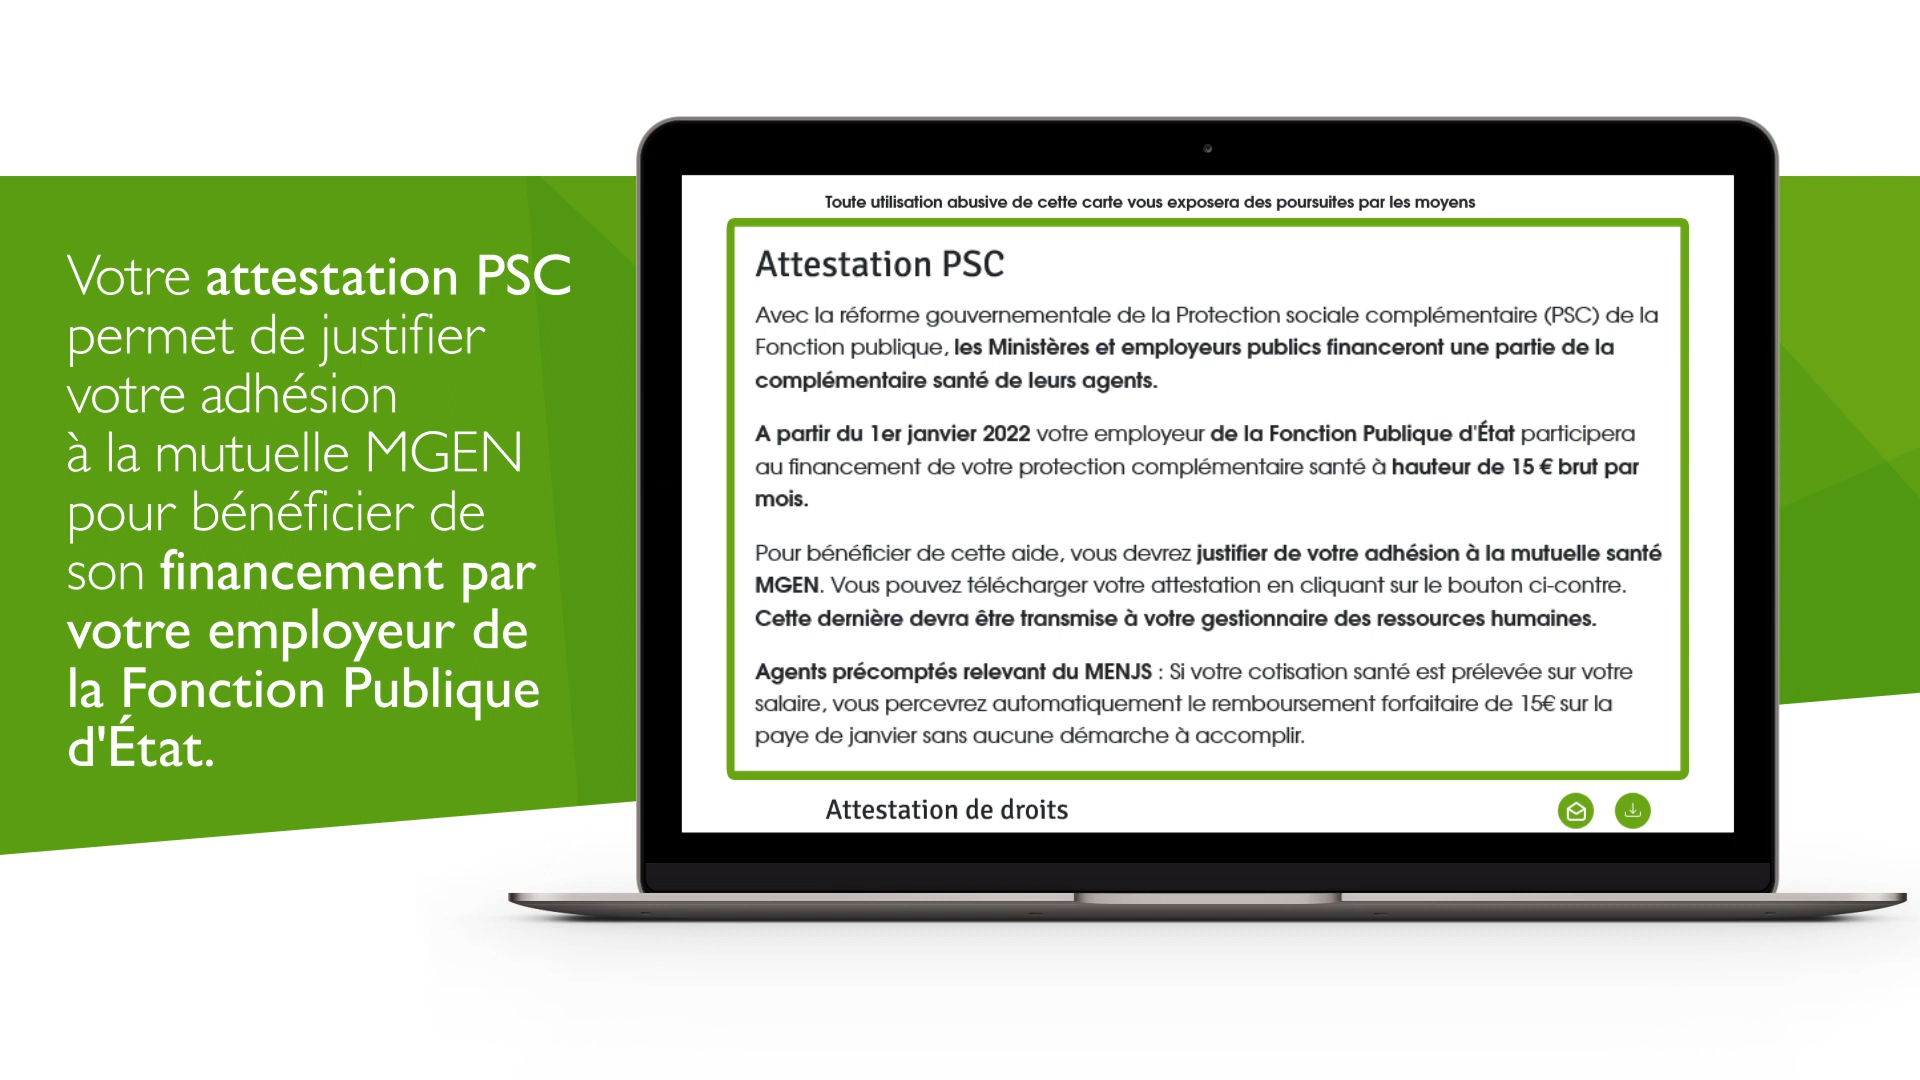 Votre attestation PSC
permet de justifier
votre adhésion
à la mutuelle MGEN
pour bénéficier de
son financement par
votre employeur de
la Fonction Publique
d'État.
Toute utilisation abusive de cette carte vous exposera des poursuites par les moyens
Attestation PSC
Avec la réforme gouvernementale de la Protection sociale complémentaire (PSC) de la
Fonction publique, les Ministères et employeurs publics financeront une partie de la
complémentaire santé de leurs agents.
A partir du 1er janvier 2022 votre employeur de la Fonction Publique d'État participera
au financement de votre protection complémentaire santé à hauteur de 15 € brut par
mois.
Pour bénéficier de cette aide, vous devrez justifier de votre adhésion à la mutuelle santé
MGEN. Vous pouvez télécharger votre attestation en cliquant sur le bouton ci-contre.
Cette dernière devra être transmise à votre gestionnaire des ressources humaines.
Agents précomptés relevant du MENJS : Si votre cotisation santé est prélevée sur votre
salaire, vous percevrez automatiquement le remboursement forfaitaire de 15€ sur la
paye de janvier sans aucune démarche à accomplir.
Attestation de droits